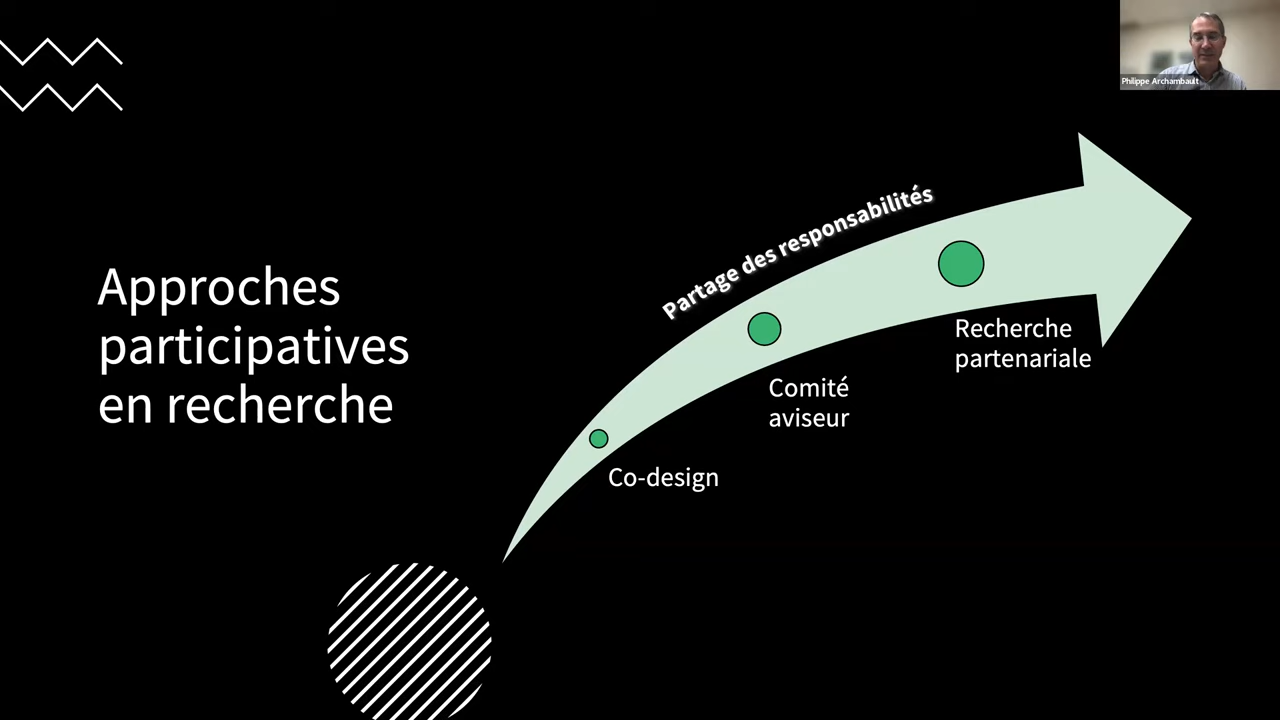 Philippe Archambault
Partage des responsabilités
Approches
participatives
en recherche
Recherche
partenariale
Comité
aviseur
Co-design